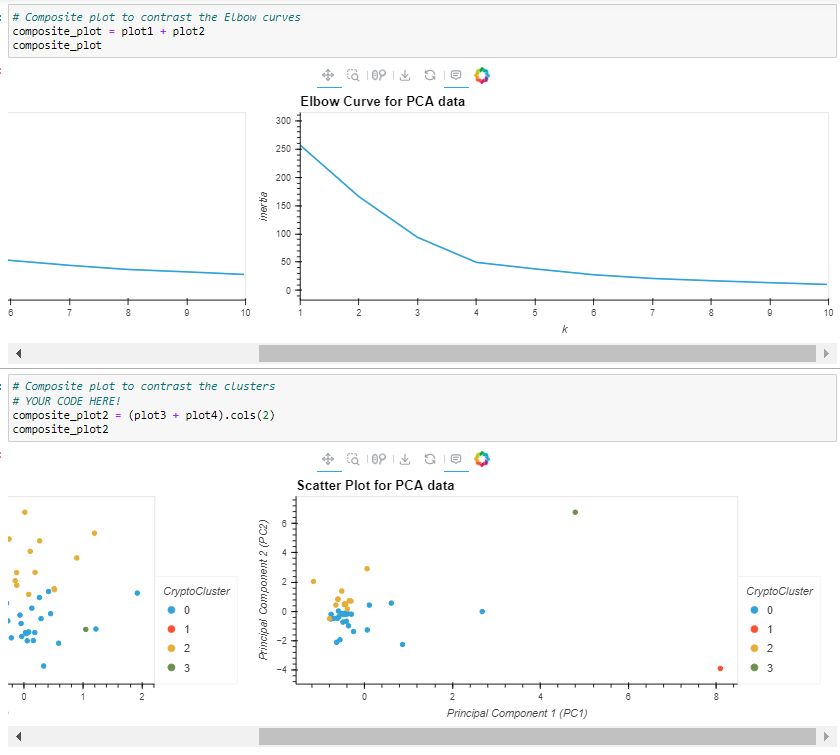 # Composite plot to contrast the Elbow curves
composite_plot = plot1 + plot2
composite_plot
Elbow Curve for PCA data
300
250
200
150
100
50
0
inertia
6 7 8 9 10
1 2 3 4 5 6 7 8 9 10
k
# Composite plot to contrast the clusters
# YOUR CODE HERE!
composite_plot2 = (plot3 + plot4).cols(2)
composite_plot2
Scatter Plot for PCA data
CryptoCluster
0
1
2
3
0 1 2
Principal Component 2 (PC2)
6
4
2
0
−2
−4
0 2 4 6 8
Principal Component 1 (PC1)
CryptoCluster
0
1
2
3